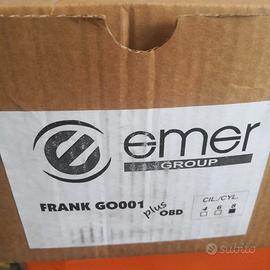 emer
GROUP
FRANK GO001 plus OBD
CIL./CYL.
4 6 8
subito